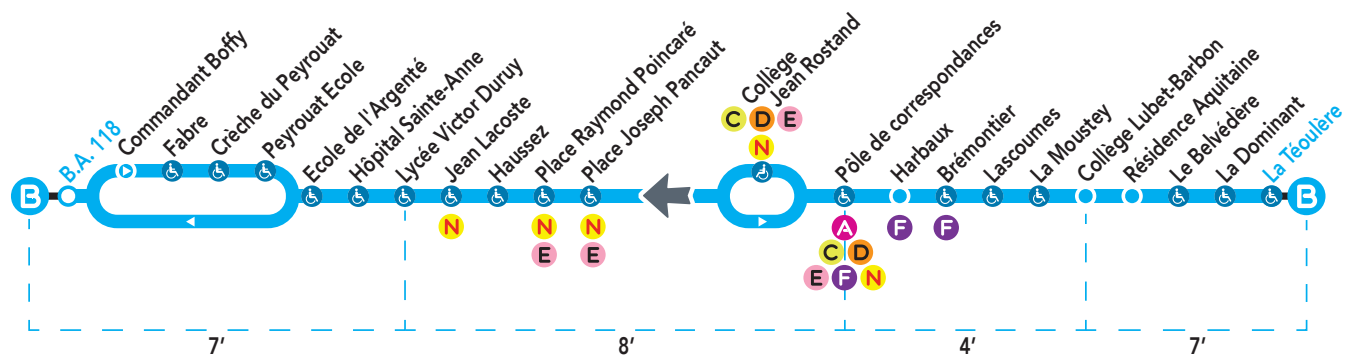 B
B.A. 118
Commandant Boffy
Fabre
Crèche du Peyrouat
Peyrouat Ecole
Ecole de l'Argenté
Hôpital Sainte-Anne
Lycée Victor Duruy
Jean Lacoste
N
Haussez
Place Raymond Poincaré
N
E
Place Joseph Pancaut
N
E
Collège
Jean Rostand
C D E
N
Pôle de correspondances
A
C D
E F N
Harbaux
F
Brémontier
F
Lascoumes
La Moustey
Collège Lubet-Barbon
Résidence Aquitaine
Le Belvédère
La Dominant
La Téoulère
B
7’
8’
4’
7’